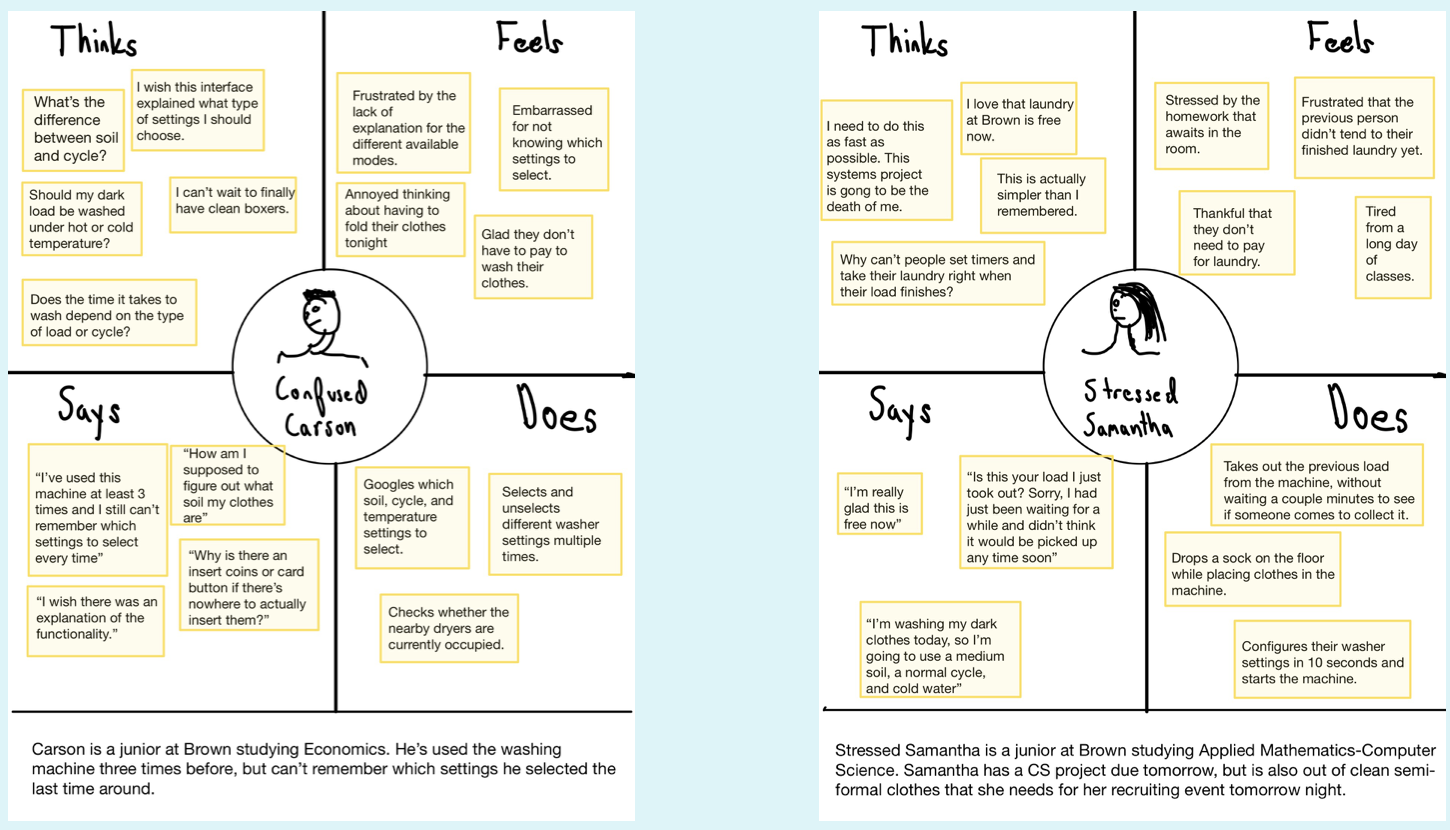 Thinks
What's the
difference
between soil
and cycle?
I wish this interface
explained what type
of settings I should
choose.
Should my dark
load be washed
under hot or cold
temperature?
I can't wait to finally
have clean boxers.
Does the time it takes to
wash depend on the type
of load or cycle?
Feels
Frustrated by the
lack of
explanation for the
different available
modes.
Embarrassed
for not
knowing which
settings to
select.
Annoyed thinking
about having to
fold their clothes
tonight
Glad they don't
have to pay to
wash their
clothes.
Confused
Carson
Says
"I've used this
machine at least 3
times and I still can't
remember which
settings to select
every time"
"How am I
supposed to
figure out what
soil my clothes
are"
"Why is there an
insert coins or card
button if there's
nowhere to actually
insert them?"
"I wish there was an
explanation of the
functionality."
Does
Googles which
soil, cycle, and
temperature
settings to
select.
Selects and
unselects
different washer
settings multiple
times.
Checks whether the
nearby dryers are
currently occupied.
Carson is a junior at Brown studying Economics. He's used the washing
machine three times before, but can't remember which settings he selected the
last time around.
Thinks
I need to do this
as fast as
possible. This
systems project
is gong to be the
death of me.
I love that laundry
at Brown is free
now.
This is actually
simpler than I
remembered.
Why can't people set timers and
take their laundry right when
their load finishes?
Feels
Stressed by the
homework that
awaits in the
room.
Frustrated that the
previous person
didn't tend to their
finished laundry yet.
Thankful that
they don't
need to pay
for laundry.
Tired
from a
long day
of
classes.
Stressed
Samantha
Says
"I'm really
glad this is
free now"
"Is this your load I just
took out? Sorry, I had
just been waiting for a
while and didn't think
it would be picked up
any time soon"
"I'm washing my dark
clothes today, so I'm
going to use a medium
soil, a normal cycle,
and cold water"
Does
Takes out the previous load
from the machine, without
waiting a couple minutes to see
if someone comes to collect it.
Drops a sock on the floor
while placing clothes in the
machine.
Configures their washer
settings in 10 seconds and
starts the machine.
Stressed Samantha is a junior at Brown studying Applied Mathematics-Computer
Science. Samantha has a CS project due tomorrow, but is also out of clean semi-
formal clothes that she needs for her recruiting event tomorrow night.